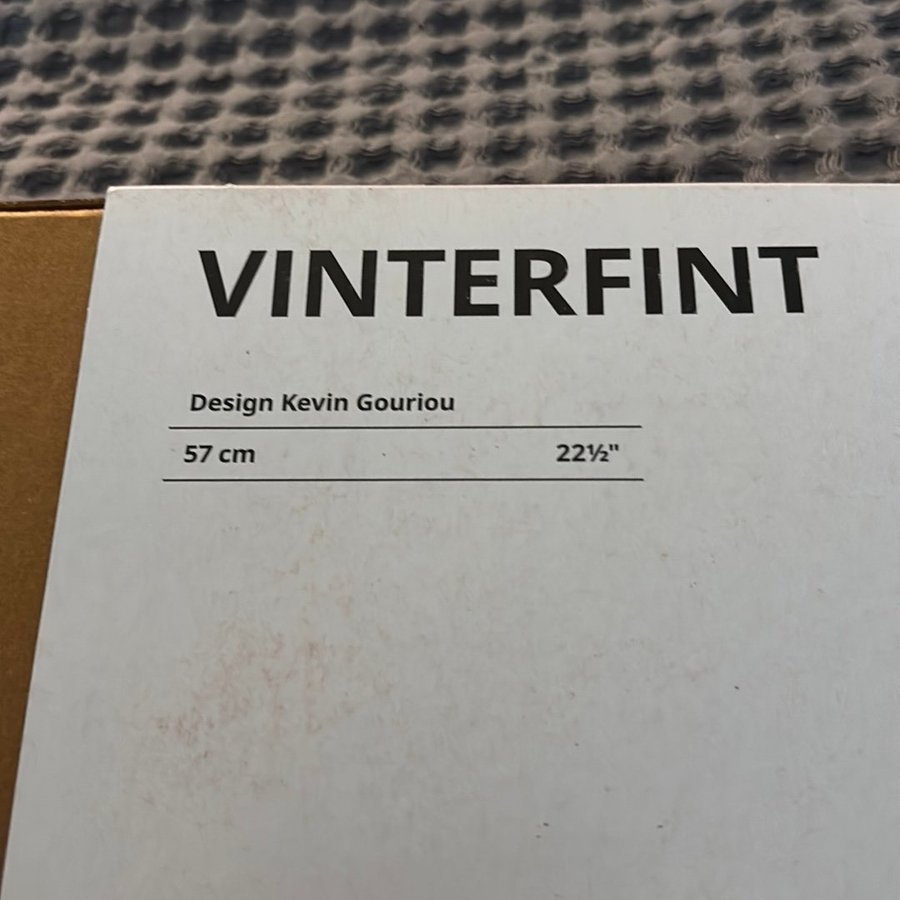 VINTERFINT
Design Kevin Gouriou
57 cm 22½"